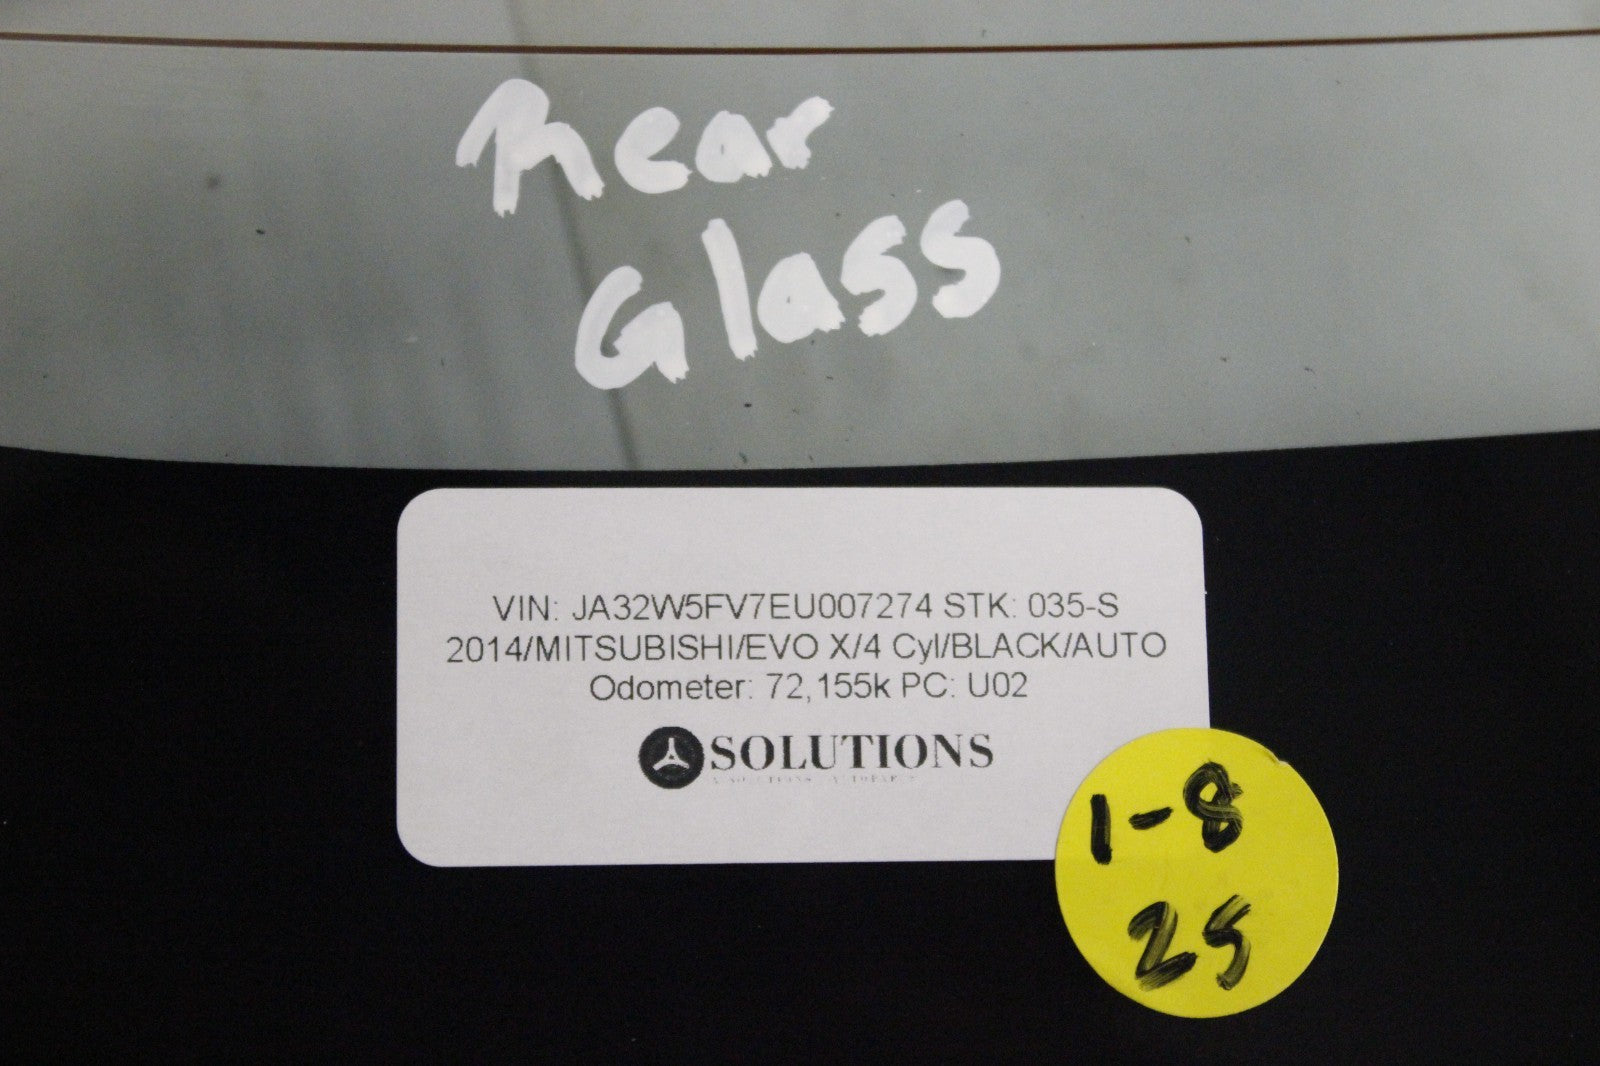 Rear
Glass
VIN: JA32W5FV7EU007274 STK: 035-S
2014/MITSUBISHI/EVO X/4 Cyl/BLACK/AUTO
Odometer: 72,155k PC: U02
SOLUTIONS
1-8
25